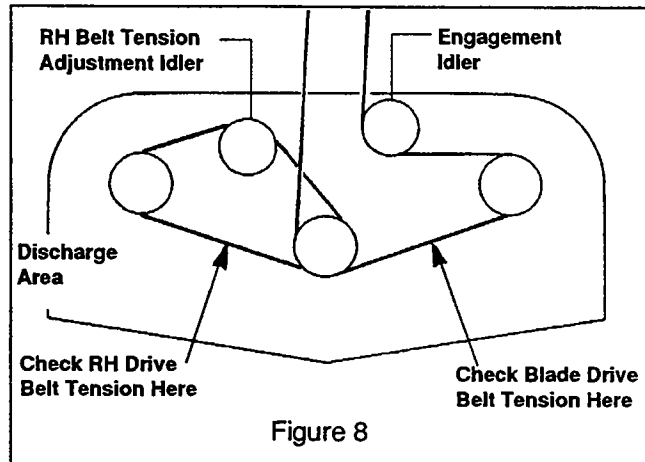 RH Belt Tension
Adjustment Idler
Engagement
Idler
Discharge
Area
Check RH Drive
Belt Tension Here
Check Blade Drive
Belt Tension Here
Figure 8